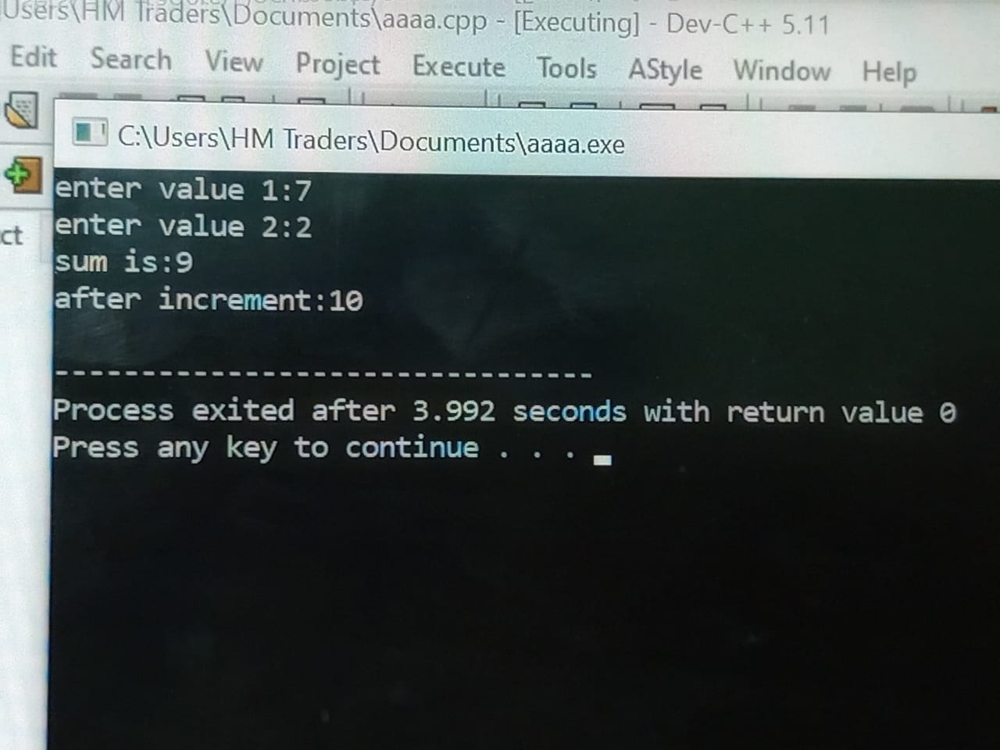 Users\HM Traders\Documents\aaaa.cpp - [Executing] - Dev-C++ 5.11
Edit Search View Project Execute Tools AStyle Window Help
C:\Users\HM Traders\Documents\aaaa.exe
enter value 1:7
enter value 2:2
ct
sum is:9
after increment:10
--------------------------------
Process exited after 3.992 seconds with return value 0
Press any key to continue . . .